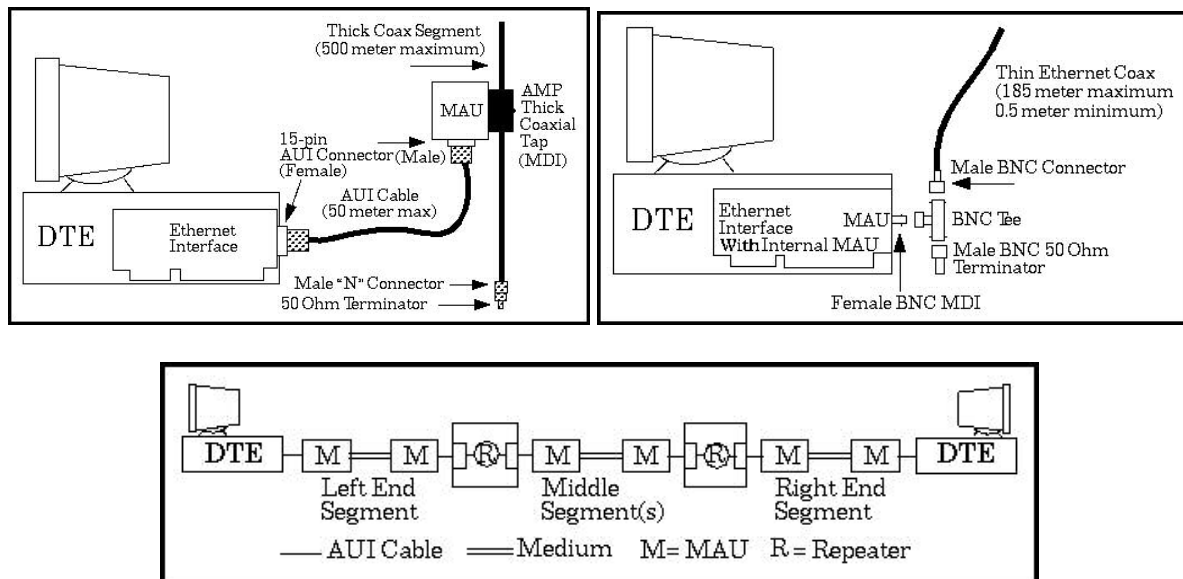 Thick Coax Segment
(500 meter maximum)
MAU
AMP
Thick
Coaxial
Tap
(MDI)
15-pin
AUI Connector (Male)
(Female)
AUI Cable
(50 meter max)
DTE
Ethernet
Interface
Male "N" Connector
50 Ohm Terminator
Thin Ethernet Coax
(185 meter maximum
0.5 meter minimum)
Male BNC Connector
DTE
Ethernet
Interface
With Internal MAU
MAU
BNC Tee
Male BNC 50 Ohm
Terminator
Female BNC MDI
DTE M M R M M R M M DTE
Left End
Segment
Middle
Segment(s)
Right End
Segment
AUI Cable Medium M= MAU R = Repeater